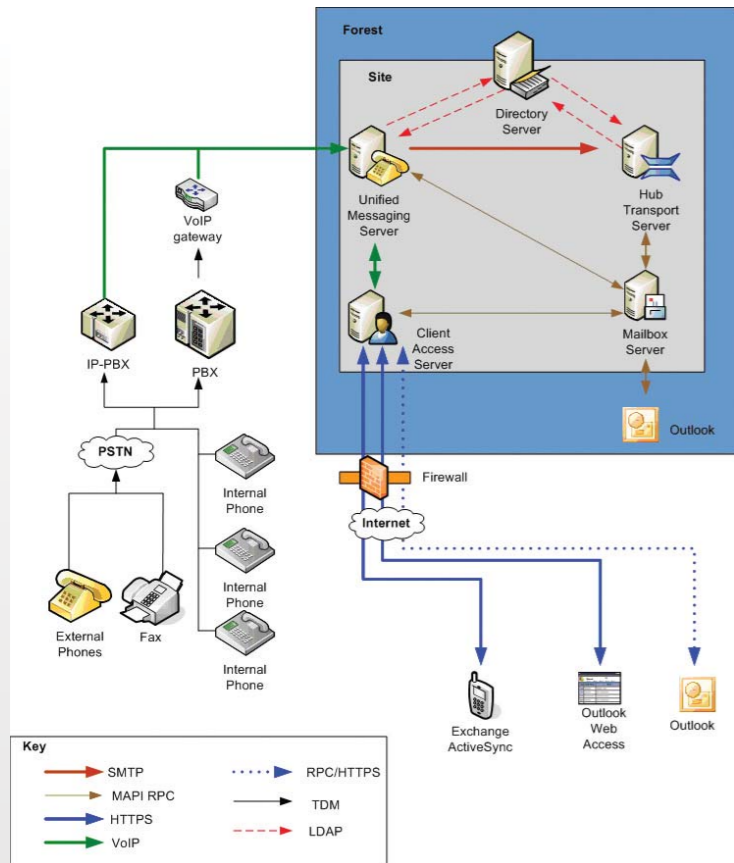 Forest
Site
Directory
Server
Unified
Messaging
Server
Hub
Transport
Server
VoIP
gateway
IP-PBX
PBX
Client
Access
Server
Mailbox
Server
Outlook
PSTN
Internal
Phone
Firewall
Internet
Internal
Phone
External
Phones
Fax
Internal
Phone
Exchange
ActiveSync
Outlook
Web
Access
Outlook
Key
SMTP
MAPI RPC
HTTPS
VoIP
RPC/HTTPS
TDM
LDAP